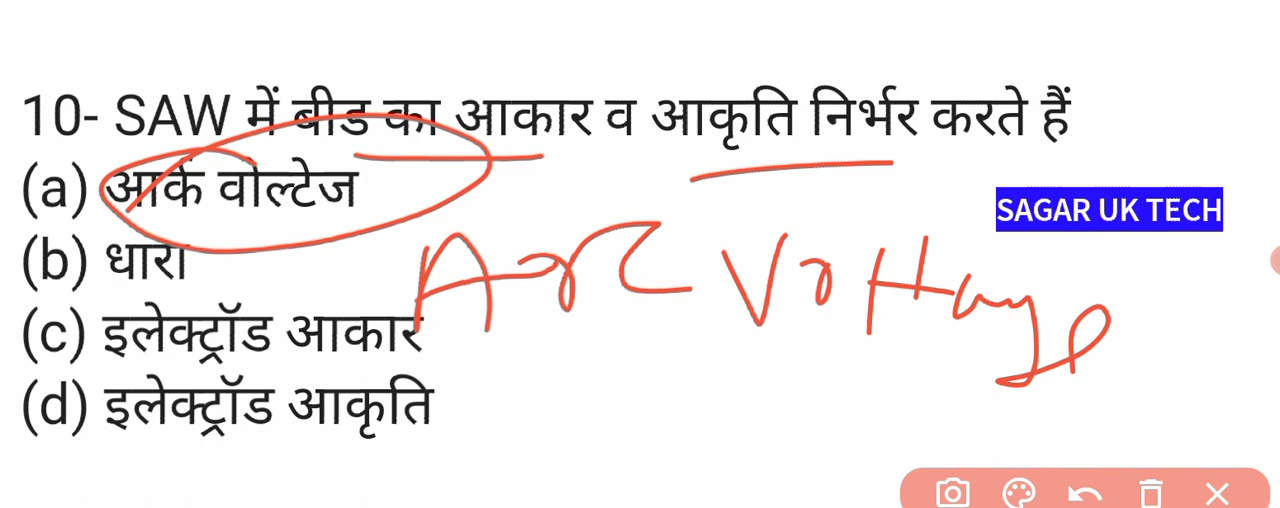 10- SAW में बीड का आकार व आकृति निर्भर करते हैं
(a) आर्क वोल्टेज
SAGAR UK TECH
(b) धारा
Arc Voltage
(c) इलेक्ट्रॉड आकार
(d) इलेक्ट्रॉड आकृति